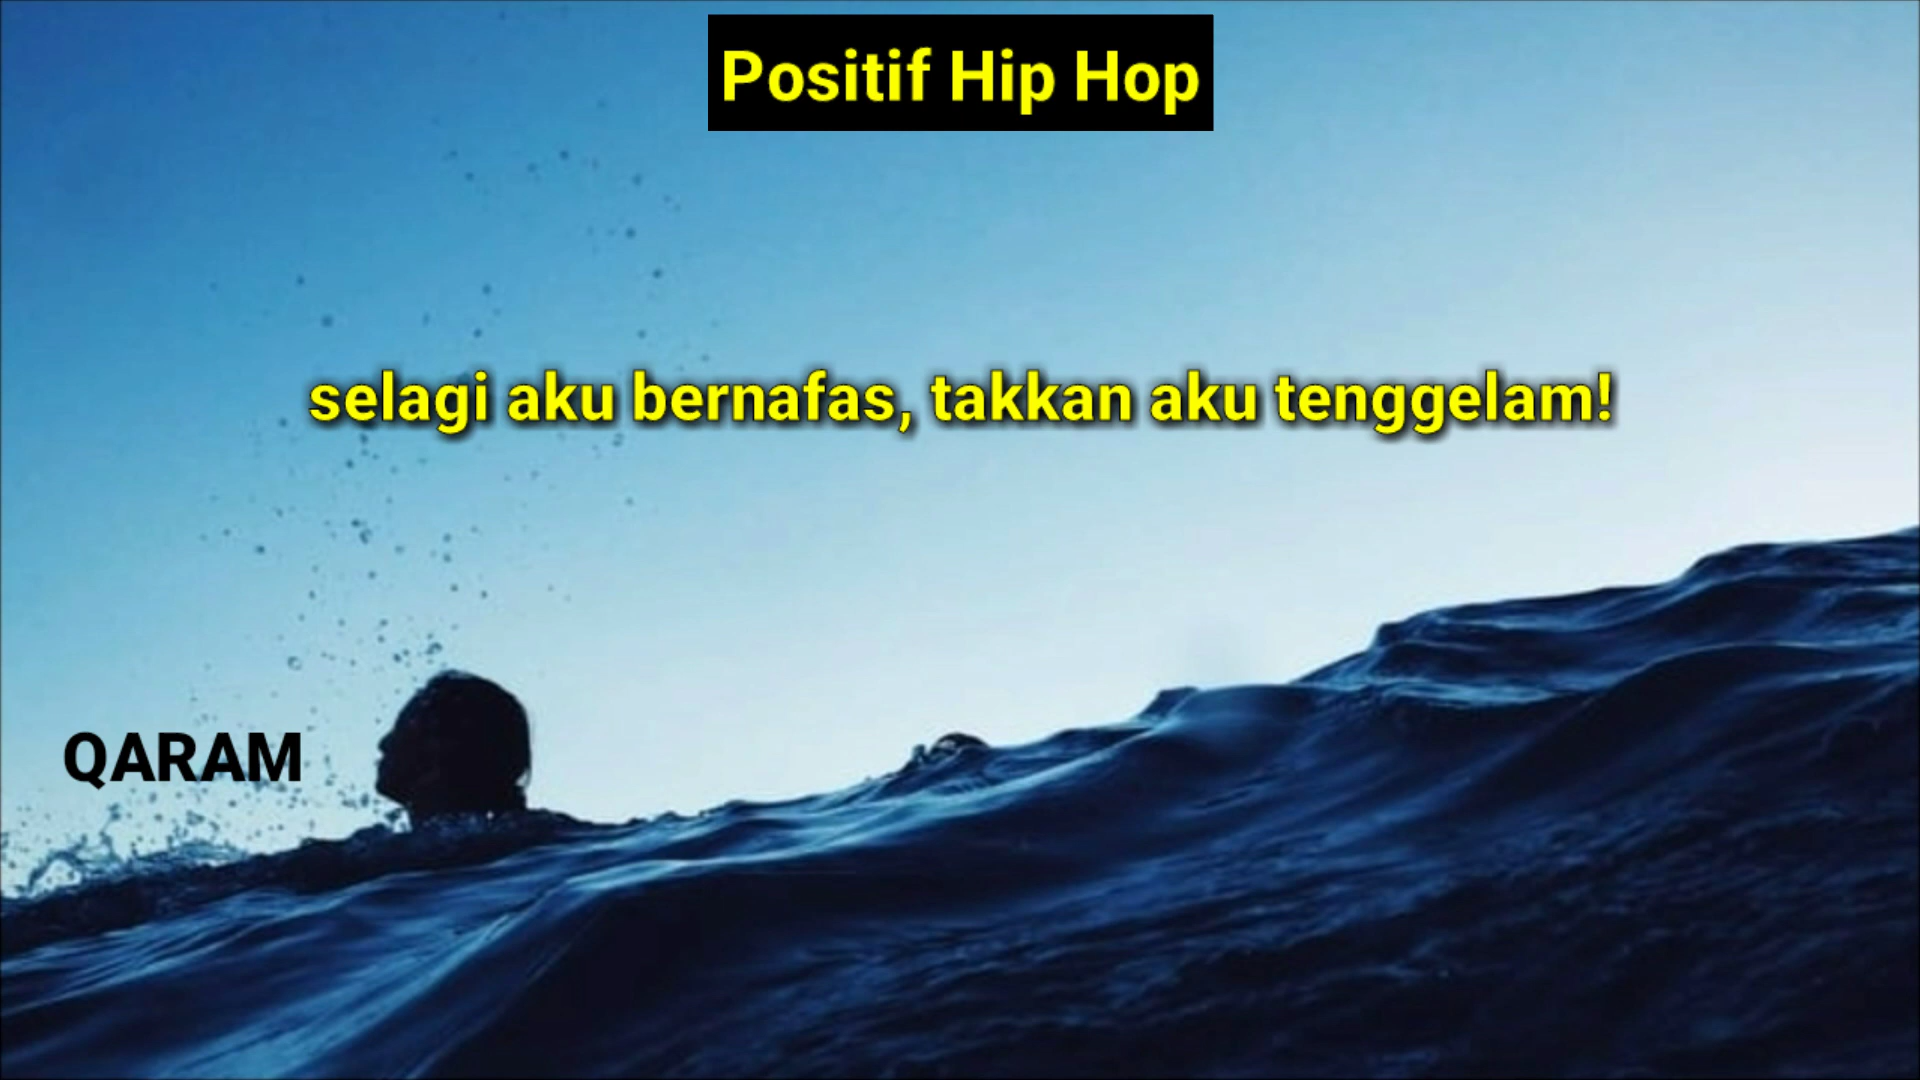 Positif Hip Hop
selagi aku bernafas, takkan aku tenggelam!
QARAM